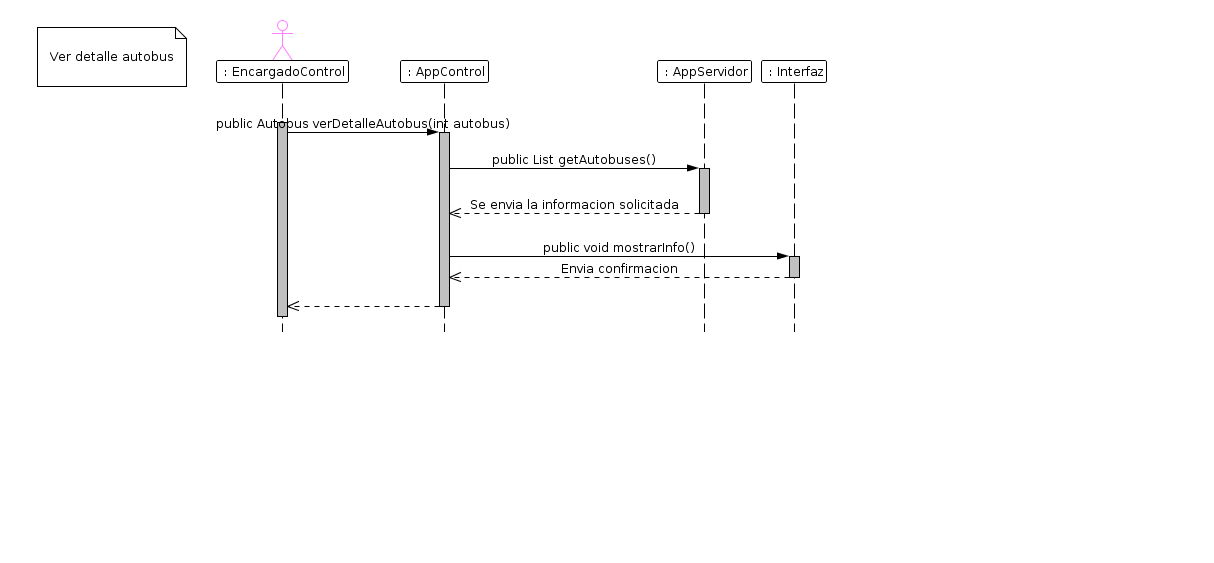 Ver detalle autobus
: EncargadoControl
: AppControl
: AppServidor
: Interfaz
public Autobus verDetalleAutobus(int autobus)
public List getAutobuses()
Se envia la informacion solicitada
public void mostrarInfo()
Envia confirmacion